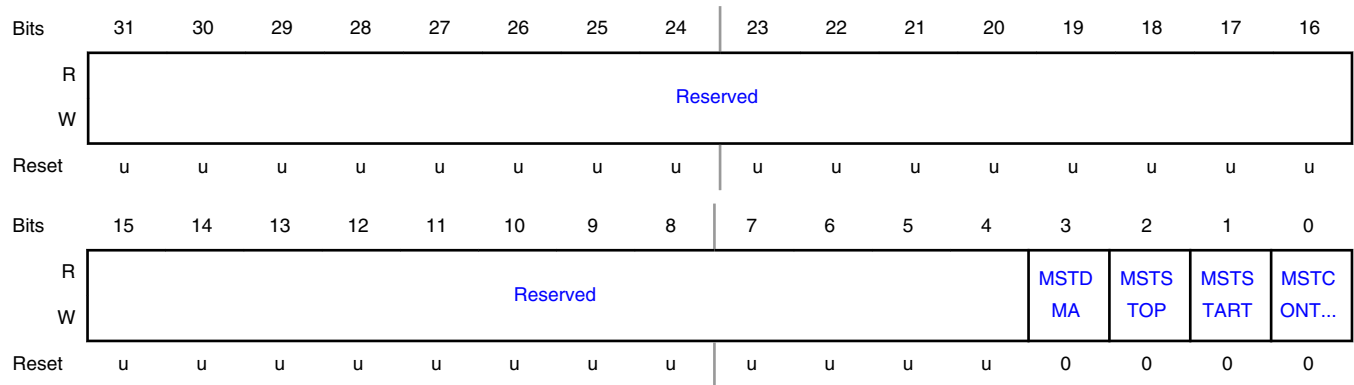 Bits 31 30 29 28 27 26 25 24 23 22 21 20 19 18 17 16
R
Reserved
W
Reset u u u u u u u u u u u u u u u u
Bits 15 14 13 12 11 10 9 8 7 6 5 4 3 2 1 0
R MSTD MSTS MSTS MSTC
Reserved
W MA TOP TART ONT...
Reset u u u u u u u u u u u u 0 0 0 0